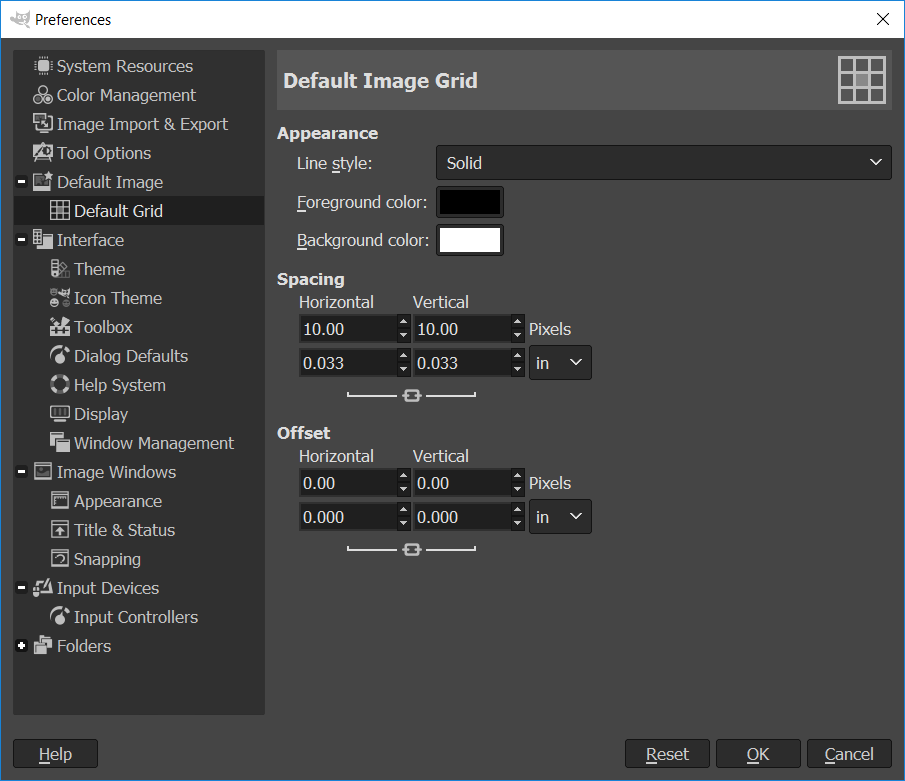 Preferences
System Resources
Color Management
Image Import & Export
Tool Options
Default Image
Default Grid
Interface
Theme
Icon Theme
Toolbox
Dialog Defaults
Help System
Display
Window Management
Image Windows
Appearance
Title & Status
Snapping
Input Devices
Input Controllers
Folders
Default Image Grid
Appearance
Line style: Solid
Foreground color:
Background color:
Spacing
Horizontal Vertical
10.00 10.00 Pixels
0.033 0.033 in
Offset
Horizontal Vertical
0.00 0.00 Pixels
0.000 0.000 in
Help Reset OK Cancel